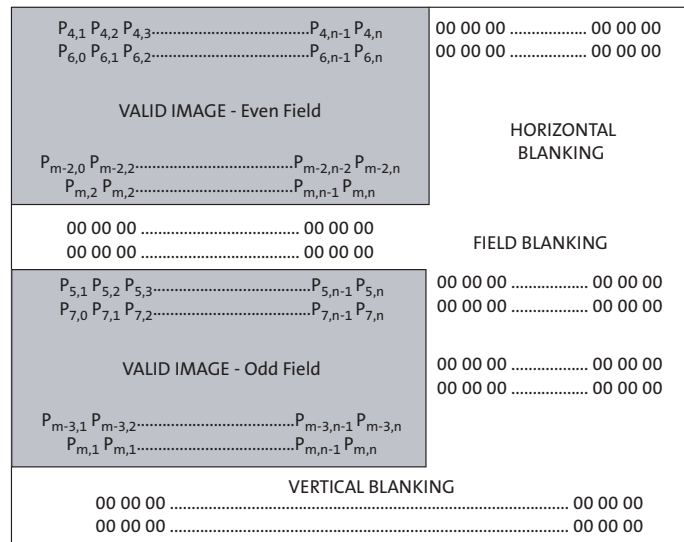 P4,1 P4,2 P4,3.......................................P4,n-1 P4,n 00 00 00 .................. 00 00 00
P6,0 P6,1 P6,2.......................................P6,n-1 P6,n 00 00 00 .................. 00 00 00
VALID IMAGE - Even Field
HORIZONTAL
BLANKING
Pm-2,0 Pm-2,2.......................................Pm-2,n-2 Pm-2,n
Pm,2 Pm,2.......................................Pm,n-1 Pm,n
00 00 00 ..................................... 00 00 00
00 00 00 ..................................... 00 00 00
FIELD BLANKING
P5,1 P5,2 P5,3.......................................P5,n-1 P5,n 00 00 00 .................. 00 00 00
P7,0 P7,1 P7,2.......................................P7,n-1 P7,n 00 00 00 .................. 00 00 00
VALID IMAGE - Odd Field
00 00 00 .................. 00 00 00
00 00 00 .................. 00 00 00
Pm-3,1 Pm-3,2.......................................Pm-3,n-1 Pm-3,n
Pm,1 Pm,1.......................................Pm,n-1 Pm,n
VERTICAL BLANKING
00 00 00 ............................................................................................... 00 00 00
00 00 00 ............................................................................................... 00 00 00